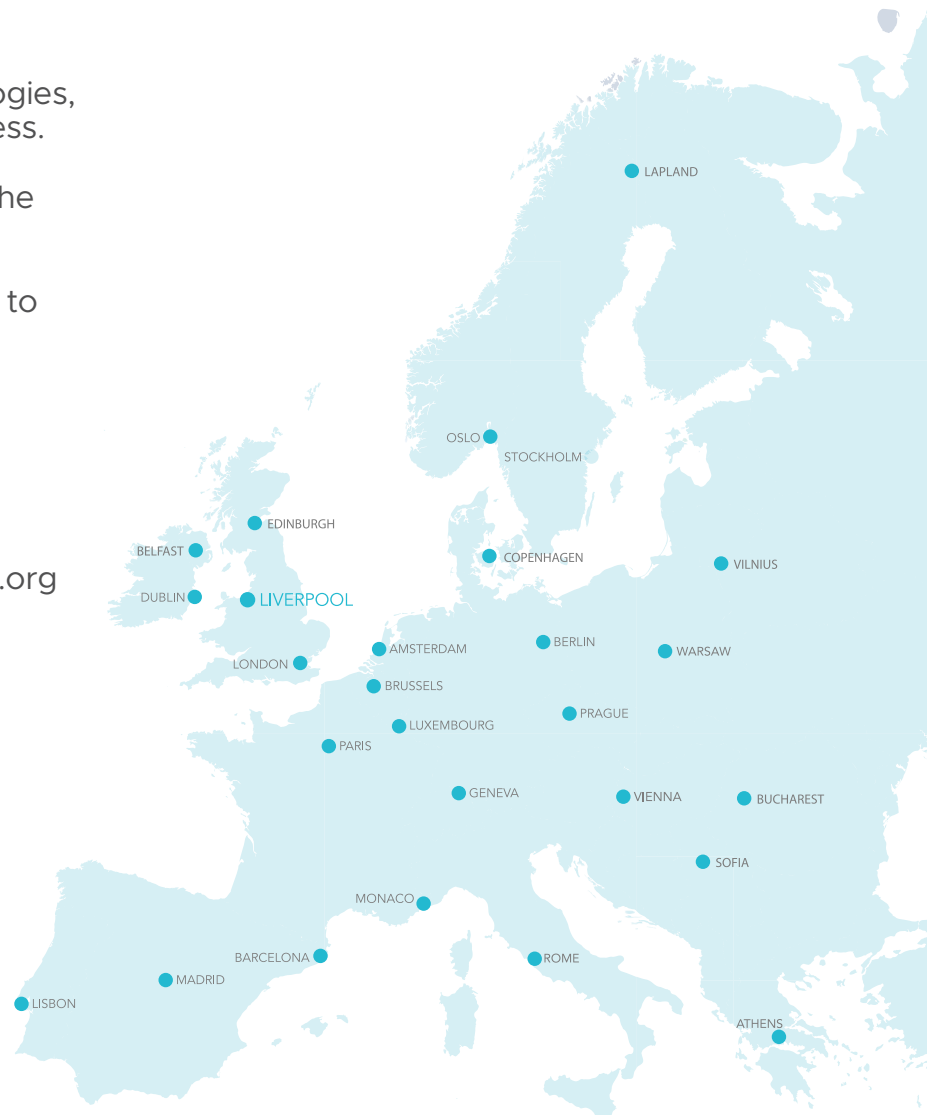 ogies,
ess.
he
to
.org
LAPLAND
OSLO
STOCKHOLM
EDINBURGH
BELFAST
COPENHAGEN
VILNIUS
DUBLIN
LIVERPOOL
AMSTERDAM
BERLIN
WARSAW
LONDON
BRUSSELS
PRAGUE
LUXEMBOURG
PARIS
GENEVA
VIENNA
BUCHAREST
SOFIA
MONACO
BARCELONA
ROME
MADRID
LISBON
ATHENS